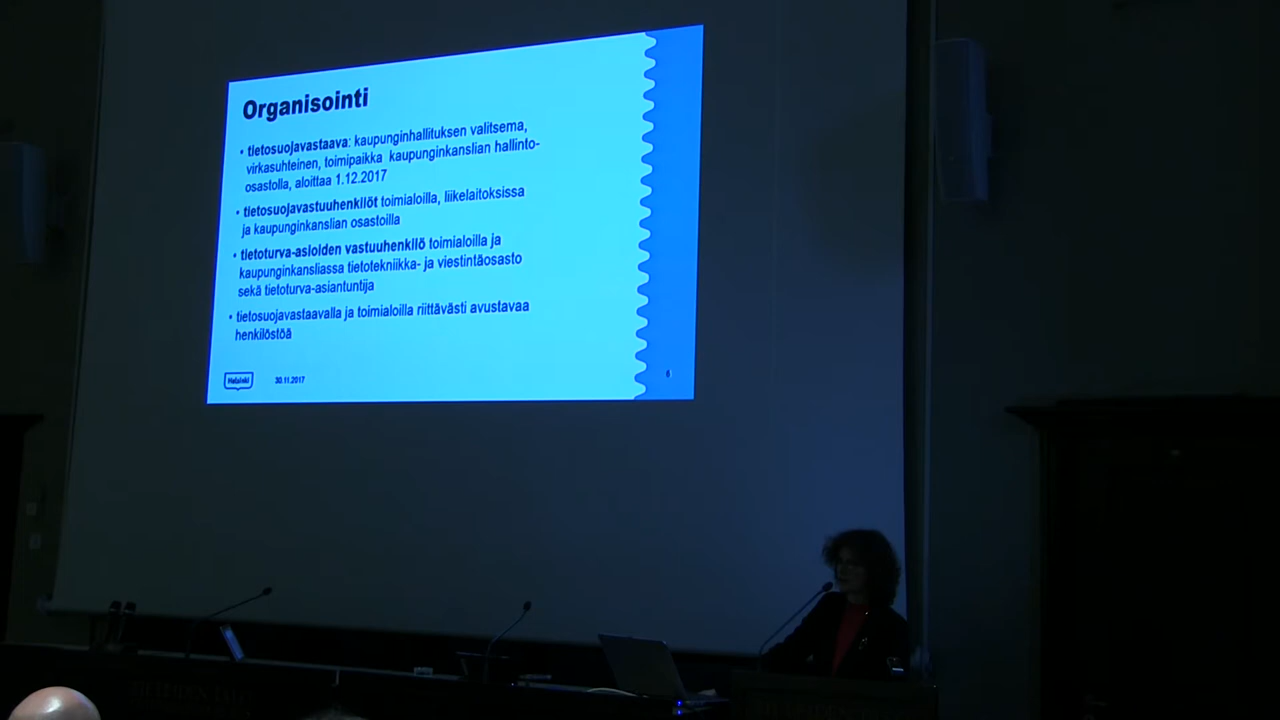 Organisointi
• tietosuojavastaava: kaupunginhallituksen valitsema,
virkasuhteinen, toimipaikka kaupunginkanslian hallinto-
osastolla, aloittaa 1.12.2017
• tietosuojavastuuhenkilöt toimialoilla, liikelaitoksissa
ja kaupunginkanslian osastoilla
• tietoturva-asioiden vastuuhenkilö toimialoilla ja
kaupunginkansliassa tietotekniikka- ja viestintäosasto
sekä tietoturva-asiantuntija
• tietosuojavastaavalla ja toimialoilla riittävästi avustavaa
henkilöstöä
Helsinki
30.11.2017
6